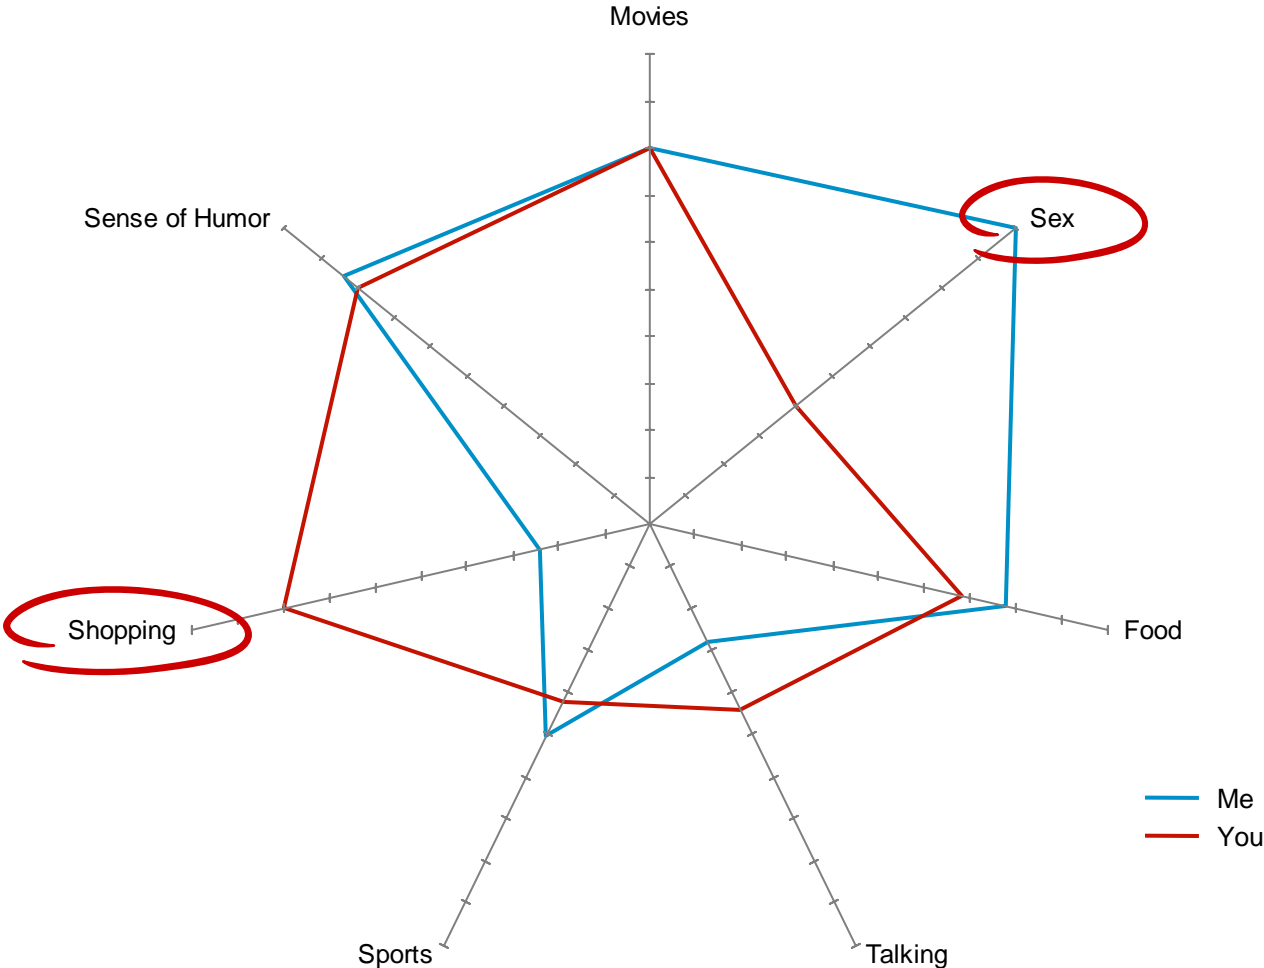 Movies
Sense of Humor
Sex
Shopping
Food
Me
You
Sports
Talking